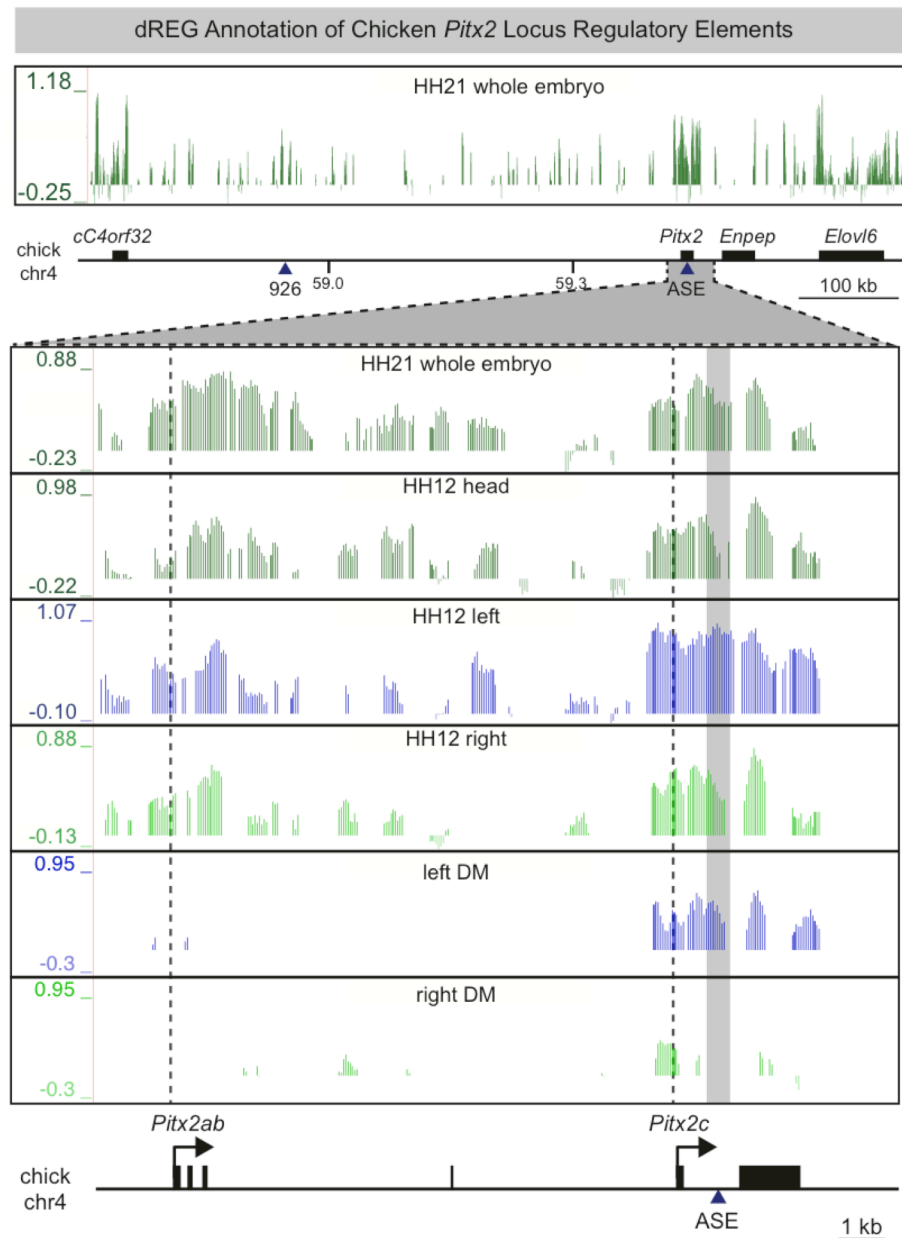 dREG Annotation of Chicken Pitx2 Locus Regulatory Elements
HH21 whole embryo
1.18
-0.25
cC4orf32 Pitx2 Enpep Elovl6
chick
chr4
926 59.0 59.3 ASE 100 kb
HH21 whole embryo
0.88
-0.23
HH12 head
0.98
-0.22
HH12 left
1.07
-0.10
HH12 right
0.88
-0.13
left DM
0.95
-0.3
right DM
0.95
-0.3
Pitx2ab Pitx2c
chick
chr4
ASE
1 kb